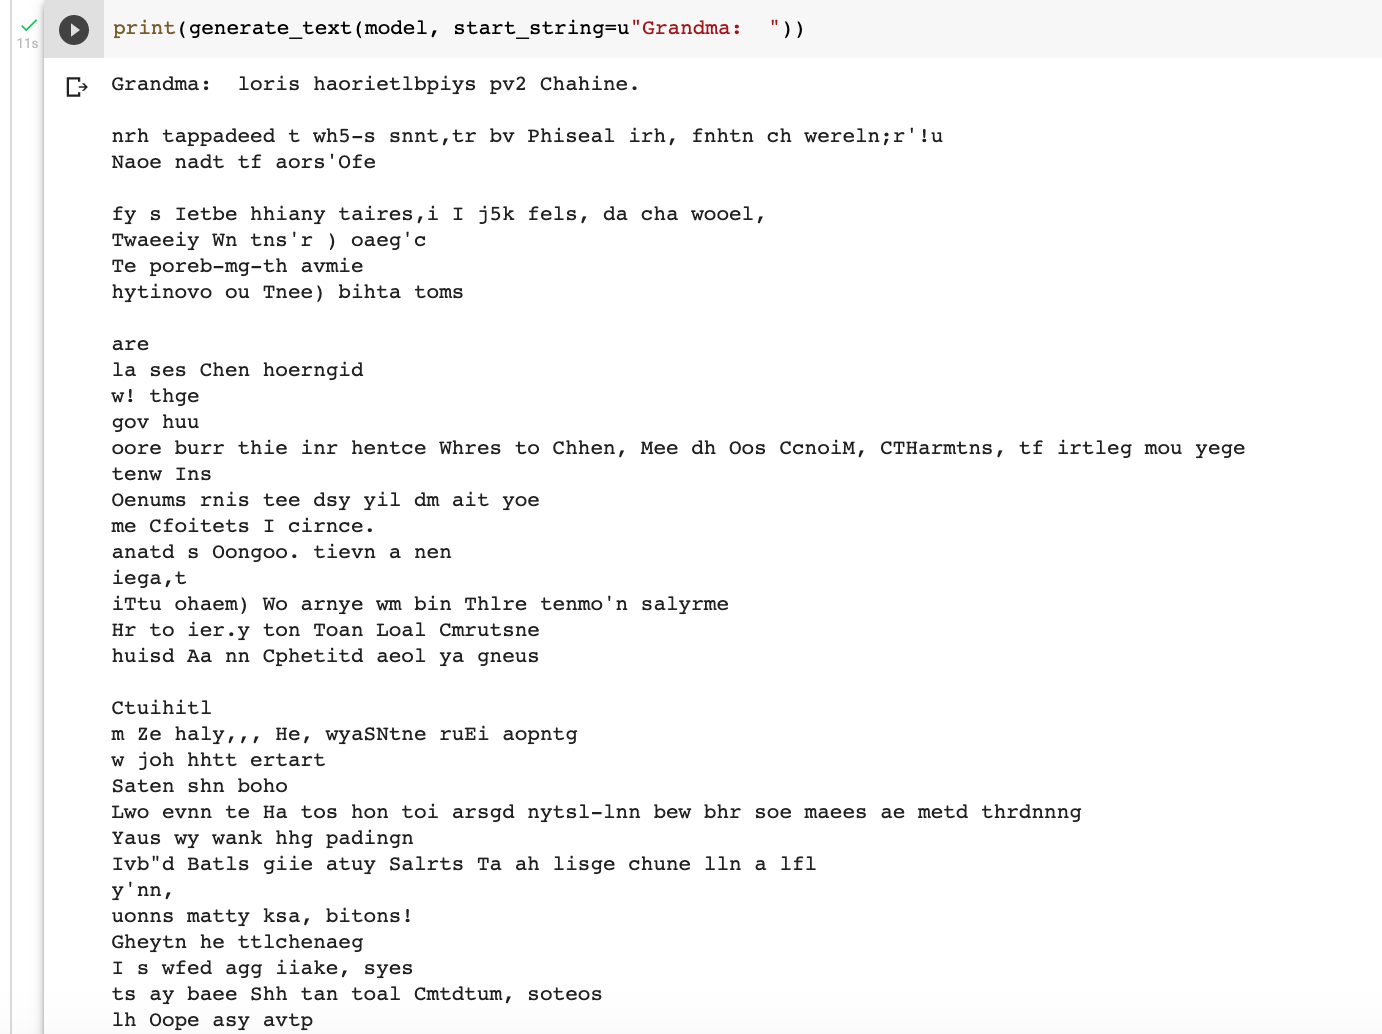 11s
print(generate_text(model, start_string=u"Grandma:  "))
Grandma:  loris haorietlbpiys pv2 Chahine.
nrh tappadeed t wh5-s snnt,tr bv Phiseal irh, fnhtn ch wereln;r'!u
Naoe nadt tf aors'Ofe
fy s Ietbe hhiany taires,i I j5k fels, da cha wooel,
Twaeeiy Wn tns'r ) oaeg'c
Te poreb-mg-th avmie
hytinovo ou Tnee) bihta toms
are
la ses Chen hoerngid
w! thge
gov huu
oore burr thie inr hentce Whres to Chhen, Mee dh Oos CcnoiM, CTHarmtns, tf irtleg mou yege
tenw Ins
Oenums rnis tee dsy yil dm ait yoe
me Cfoitets I cirnce.
anatd s Oongoo. tievn a nen
iega,t
iTtu ohaem) Wo arnye wm bin Thlre tenmo'n salyrme
Hr to ier.y ton Toan Loal Cmrutsne
huisd Aa nn Cphetitd aeol ya gneus
Ctuihitl
m Ze haly,,, He, wyaSNtne ruEi aopntg
w joh hhtt ertart
Saten shn boho
Lwo evnn te Ha tos hon toi arsgd nytsl-lnn bew bhr soe maees ae metd thrdnnng
Yaus wy wank hhg padingn
Ivb"d Batls giie atuy Salrts Ta ah lisge chune lln a lfl
y'nn,
uonns matty ksa, bitons!
Gheytn he ttlchenaeg
I s wfed agg iiake, syes
ts ay baee Shh tan toal Cmtdtum, soteos
lh Oope asy avtp